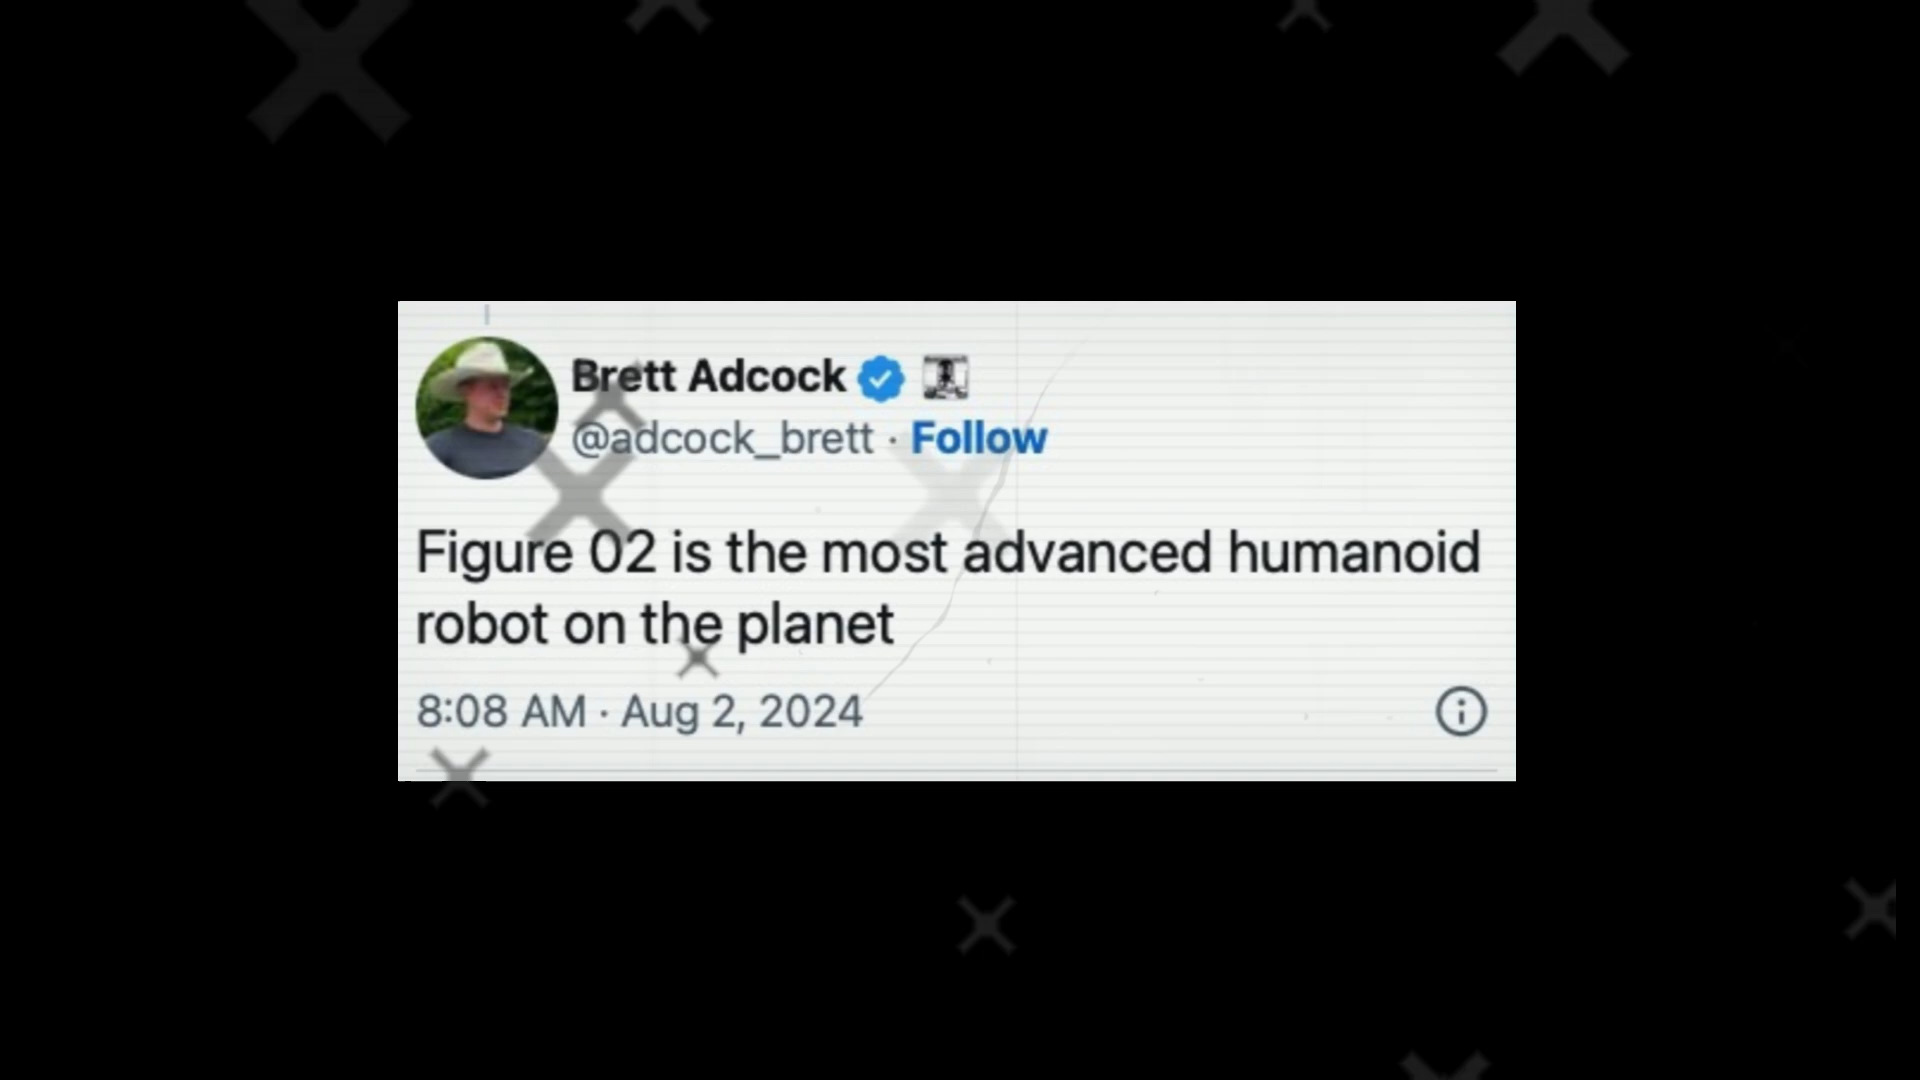 Brett Adcock
@adcock_brett · Follow
Figure 02 is the most advanced humanoid
robot on the planet
8:08 AM · Aug 2, 2024